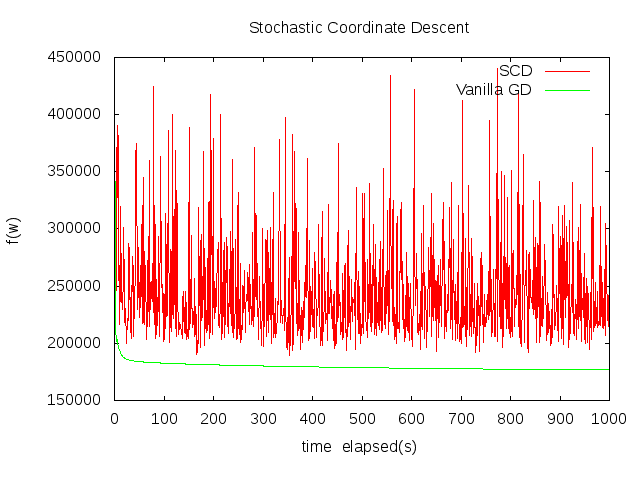 Stochastic Coordinate Descent
450000
400000
350000
300000
250000
200000
150000
f(w)
SCD
Vanilla GD
0 100 200 300 400 500 600 700 800 900 1000
time elapsed(s)